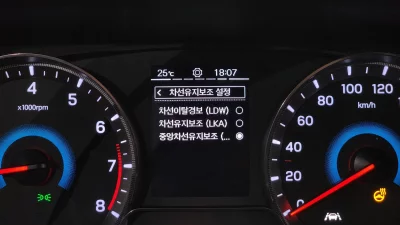 25℃ 18:07
< 차선유지보조 설정
차선이탈경보 (LDW)
차선유지보조 (LKA)
중앙차선유지보조 (...
4
5
6
7
8
x1000rpm
0
20
40
60
80
100
120
km/h